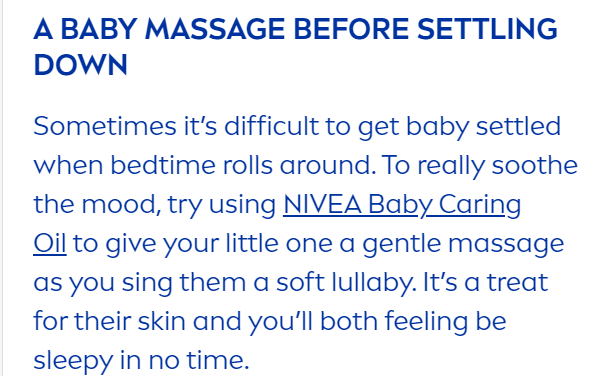 A BABY MASSAGE BEFORE SETTLING
DOWN
Sometimes it's difficult to get baby settled
when bedtime rolls around. To really soothe
the mood, try using NIVEA Baby Caring
Oil to give your little one a gentle massage
as you sing them a soft lullaby. It's a treat
for their skin and you'll both feeling be
sleepy in no time.